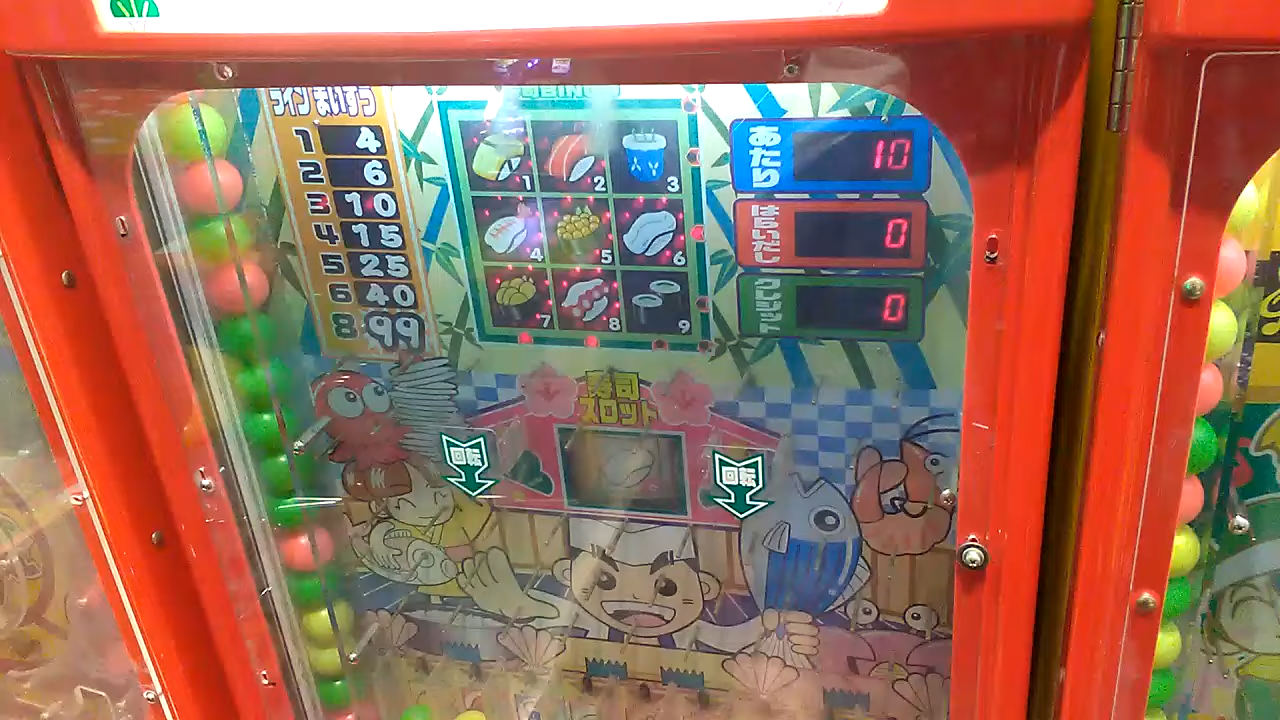 ライン まいすう
1 4
2 6
3 10
4 15
5 25
6 40
8 99
1 2 3
4 5 6
7 8 9
あたり 10
はらいだし 0
クレジット 0
寿司
スロット
回転
回転